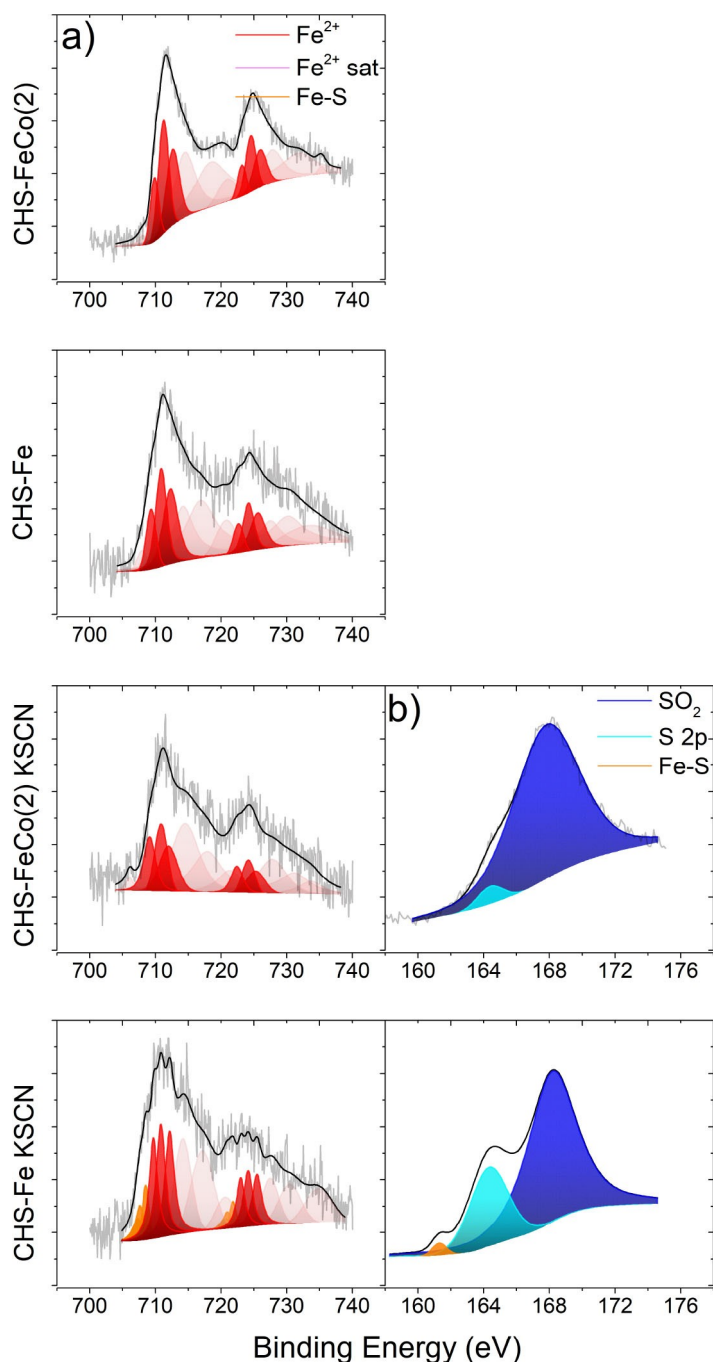 a)
Fe2+
Fe2+ sat
Fe-S
CHS-FeCo(2)
700 710 720 730 740
CHS-Fe
700 710 720 730 740
b)
SO2
S 2p
Fe-S
CHS-FeCo(2) KSCN
700 710 720 730 740
160 164 168 172 176
CHS-Fe KSCN
700 710 720 730 740
160 164 168 172 176
Binding Energy (eV)